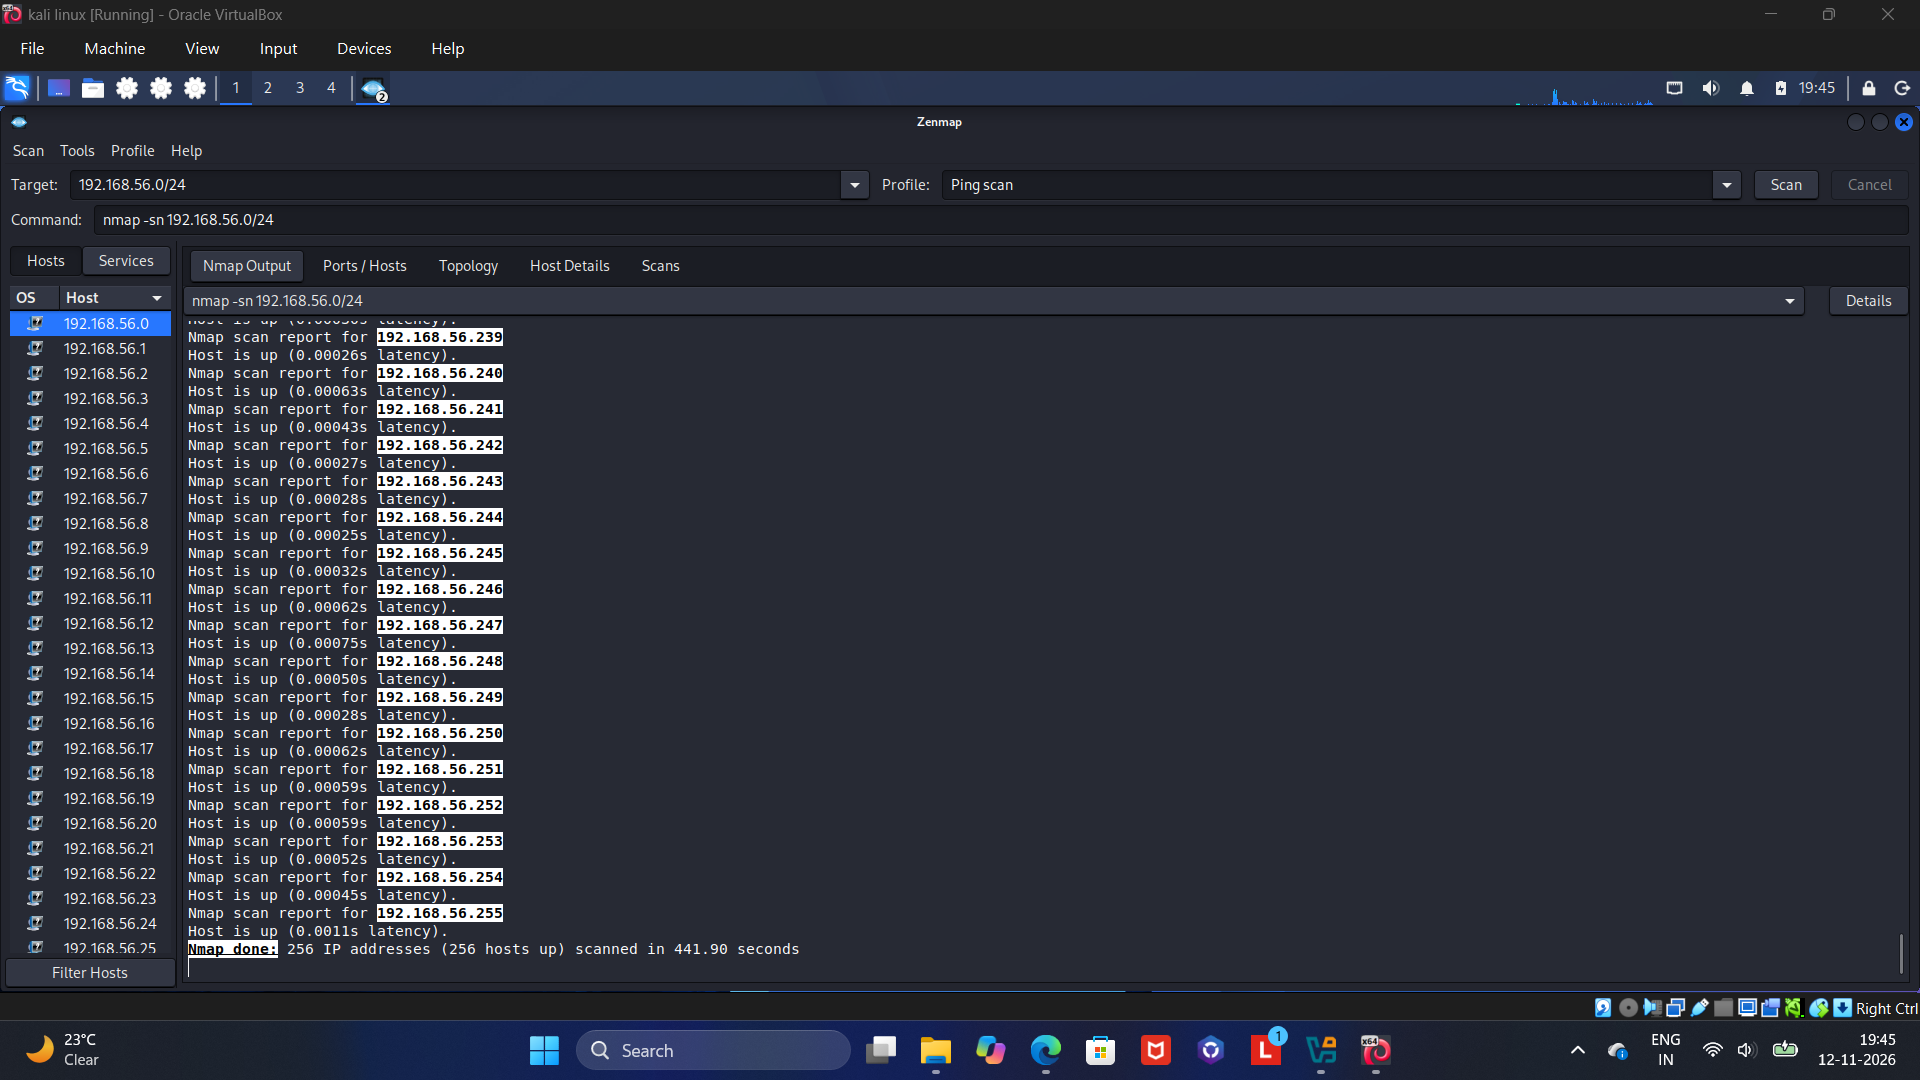 kali linux [Running] - Oracle VirtualBox
File Machine View Input Devices Help
1 2 3 4 2 19:45
Zenmap
Scan Tools Profile Help
Target: 192.168.56.0/24 Profile: Ping scan Scan Cancel
Command: nmap -sn 192.168.56.0/24
Hosts Services
OS Host
192.168.56.0
192.168.56.1
192.168.56.2
192.168.56.3
192.168.56.4
192.168.56.5
192.168.56.6
192.168.56.7
192.168.56.8
192.168.56.9
192.168.56.10
192.168.56.11
192.168.56.12
192.168.56.13
192.168.56.14
192.168.56.15
192.168.56.16
192.168.56.17
192.168.56.18
192.168.56.19
192.168.56.20
192.168.56.21
192.168.56.22
192.168.56.23
192.168.56.24
192.168.56.25
Filter Hosts
Nmap Output Ports / Hosts Topology Host Details Scans
nmap -sn 192.168.56.0/24 Details
Host is up latency).
Nmap scan report for 192.168.56.239
Host is up (0.00026s latency).
Nmap scan report for 192.168.56.240
Host is up (0.00063s latency).
Nmap scan report for 192.168.56.241
Host is up (0.00043s latency).
Nmap scan report for 192.168.56.242
Host is up (0.00027s latency).
Nmap scan report for 192.168.56.243
Host is up (0.00028s latency).
Nmap scan report for 192.168.56.244
Host is up (0.00025s latency).
Nmap scan report for 192.168.56.245
Host is up (0.00032s latency).
Nmap scan report for 192.168.56.246
Host is up (0.00062s latency).
Nmap scan report for 192.168.56.247
Host is up (0.00075s latency).
Nmap scan report for 192.168.56.248
Host is up (0.00050s latency).
Nmap scan report for 192.168.56.249
Host is up (0.00028s latency).
Nmap scan report for 192.168.56.250
Host is up (0.00062s latency).
Nmap scan report for 192.168.56.251
Host is up (0.00059s latency).
Nmap scan report for 192.168.56.252
Host is up (0.00059s latency).
Nmap scan report for 192.168.56.253
Host is up (0.00052s latency).
Nmap scan report for 192.168.56.254
Host is up (0.00045s latency).
Nmap scan report for 192.168.56.255
Host is up (0.0011s latency).
Nmap done: 256 IP addresses (256 hosts up) scanned in 441.90 seconds
Right Ctrl
23°C
Clear
Search
L 1
x64
ENG
IN
19:45
12-11-2026